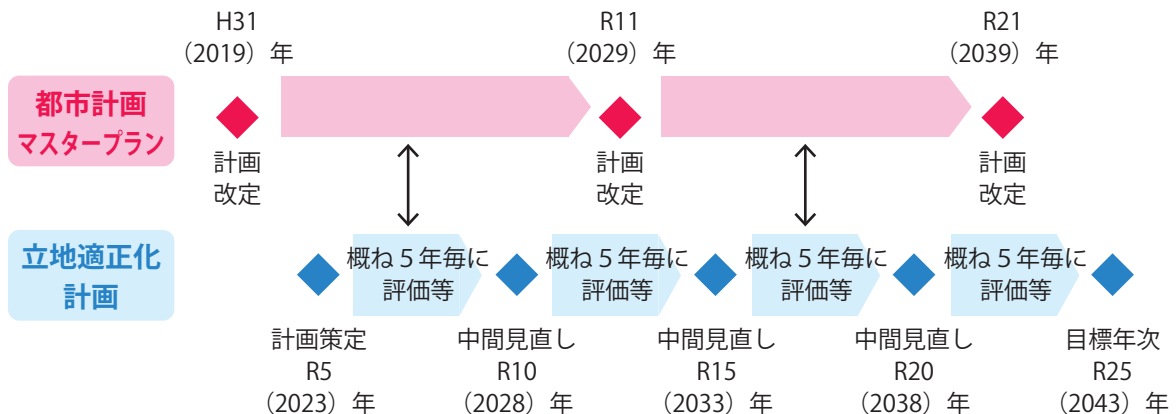 H31
（2019）年
R11
（2029）年
R21
（2039）年
都市計画
マスタープラン
計画
改定
計画
改定
計画
改定
立地適正化
計画
概ね５年毎に
評価等
概ね５年毎に
評価等
概ね５年毎に
評価等
概ね５年毎に
評価等
計画策定
R5
（2023）年
中間見直し
R10
（2028）年
中間見直し
R15
（2033）年
中間見直し
R20
（2038）年
目標年次
R25
（2043）年